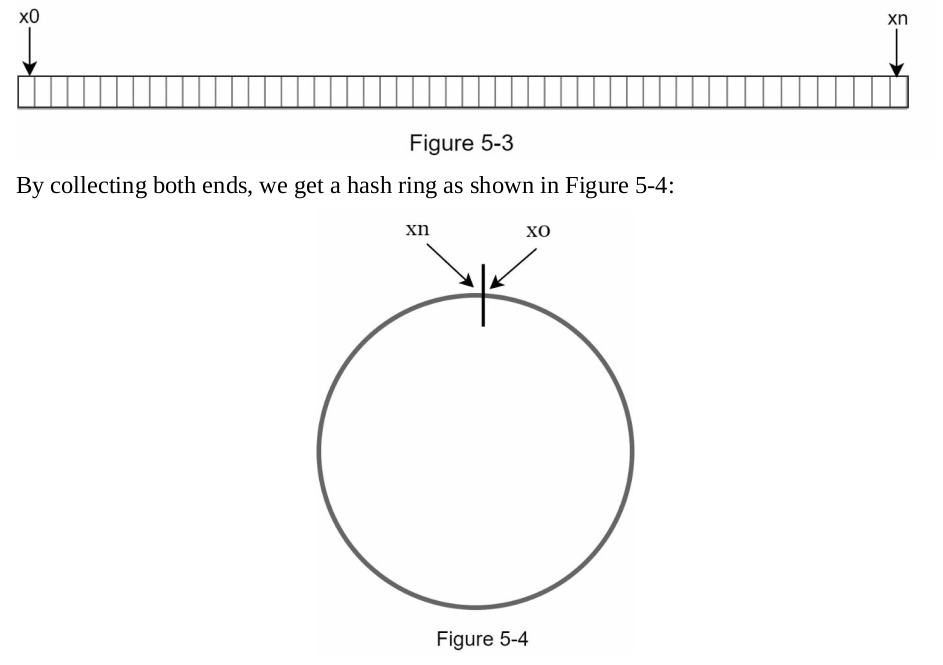 x0 xn
Figure 5-3
By collecting both ends, we get a hash ring as shown in Figure 5-4:
xn x0
Figure 5-4